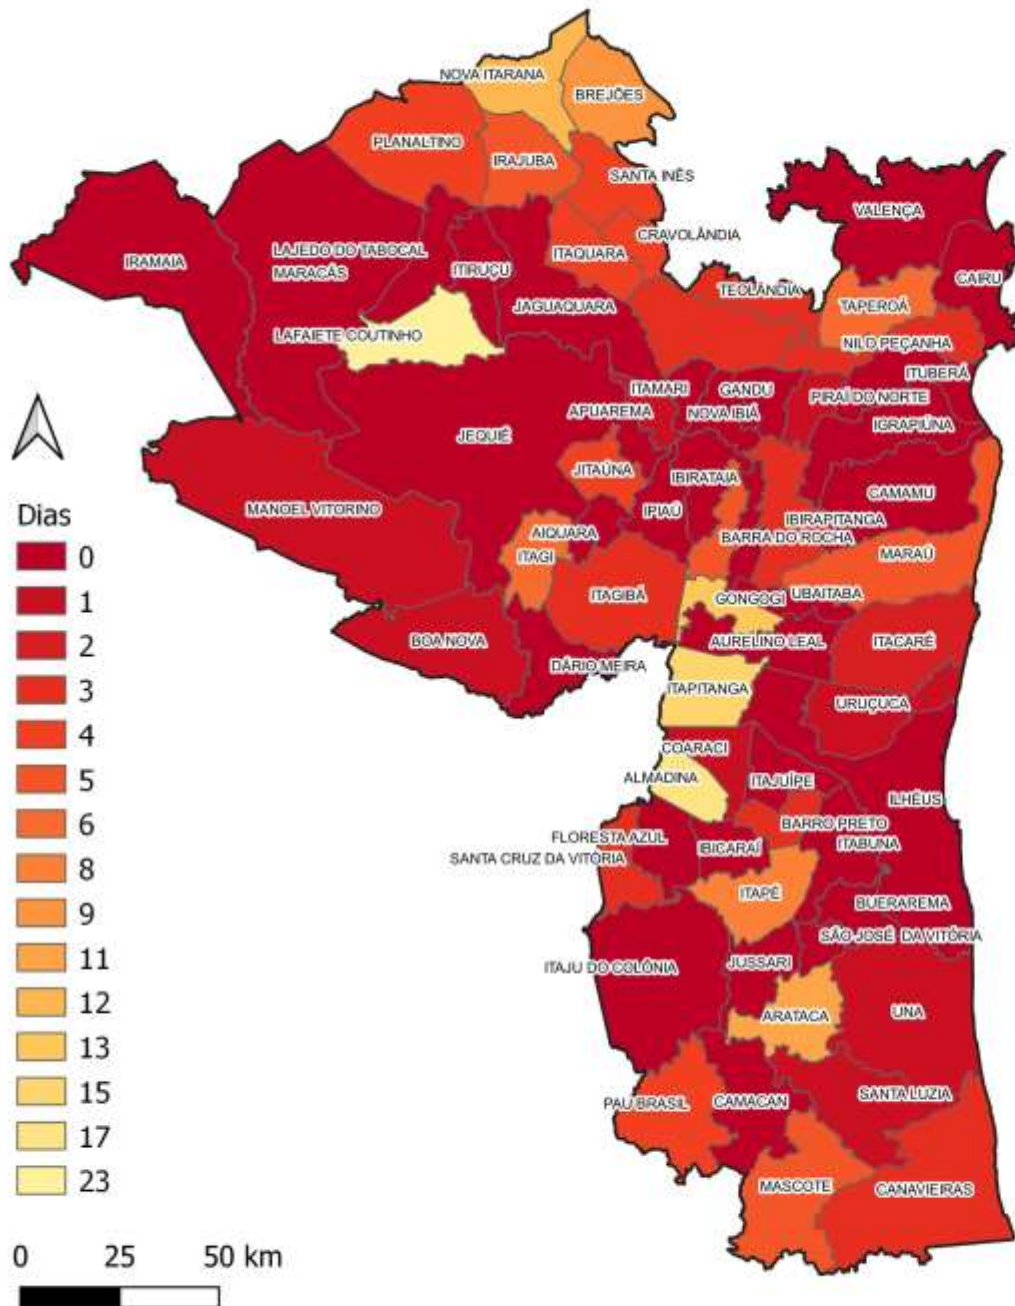 NOVA ITARANA
BREJÕES
PLANALTINO
IRAJUBA
SANTA INÊS
VALENÇA
CRAVOLÂNDIA
LAJEDO DO TABOCAL
ITAQUARA
IRAMAIA
MARACÁS
ITIRUÇU
CAIRU
TEOLÂNDIA
JAGUAQUARA
TAPEROÁ
LAFAIETE COUTINHO
NILO PEÇANHA
ITUBERÁ
ITAMARI
GANDU
PIRAÍ DO NORTE
APUAREMA
NOVA IBIÁ
IGRAPIÚNA
JEQUIÉ
JITAÚNA
IBIRATAIA
CAMAMU
MANOEL VITORINO
IPIAÚ
IBIRAPITANGA
AIQUARA
BARRA DO ROCHA
ITAGI
MARAÚ
ITAGIBÁ
GONGOGI
UBAITABA
BOA NOVA
AURELINO LEAL
ITACARÉ
DÁRIO MEIRA
ITAPITANGA
URUÇUCA
COARACI
ALMADINA
ITAJUÍPE
ILHÉUS
BARRO PRETO
FLORESTA AZUL
ITABUNA
IBICARAÍ
SANTA CRUZ DA VITÓRIA
ITAPÉ
BUERAREMA
SÃO JOSÉ DA VITÓRIA
ITAJU DO COLÔNIA
JUSSARI
ARATACA
UNA
SANTA LUZIA
PAU BRASIL
CAMACAN
MASCOTE
CANAVIEIRAS
Dias
0
1
2
3
4
5
6
8
9
11
12
13
15
17
23
0 25 50 km